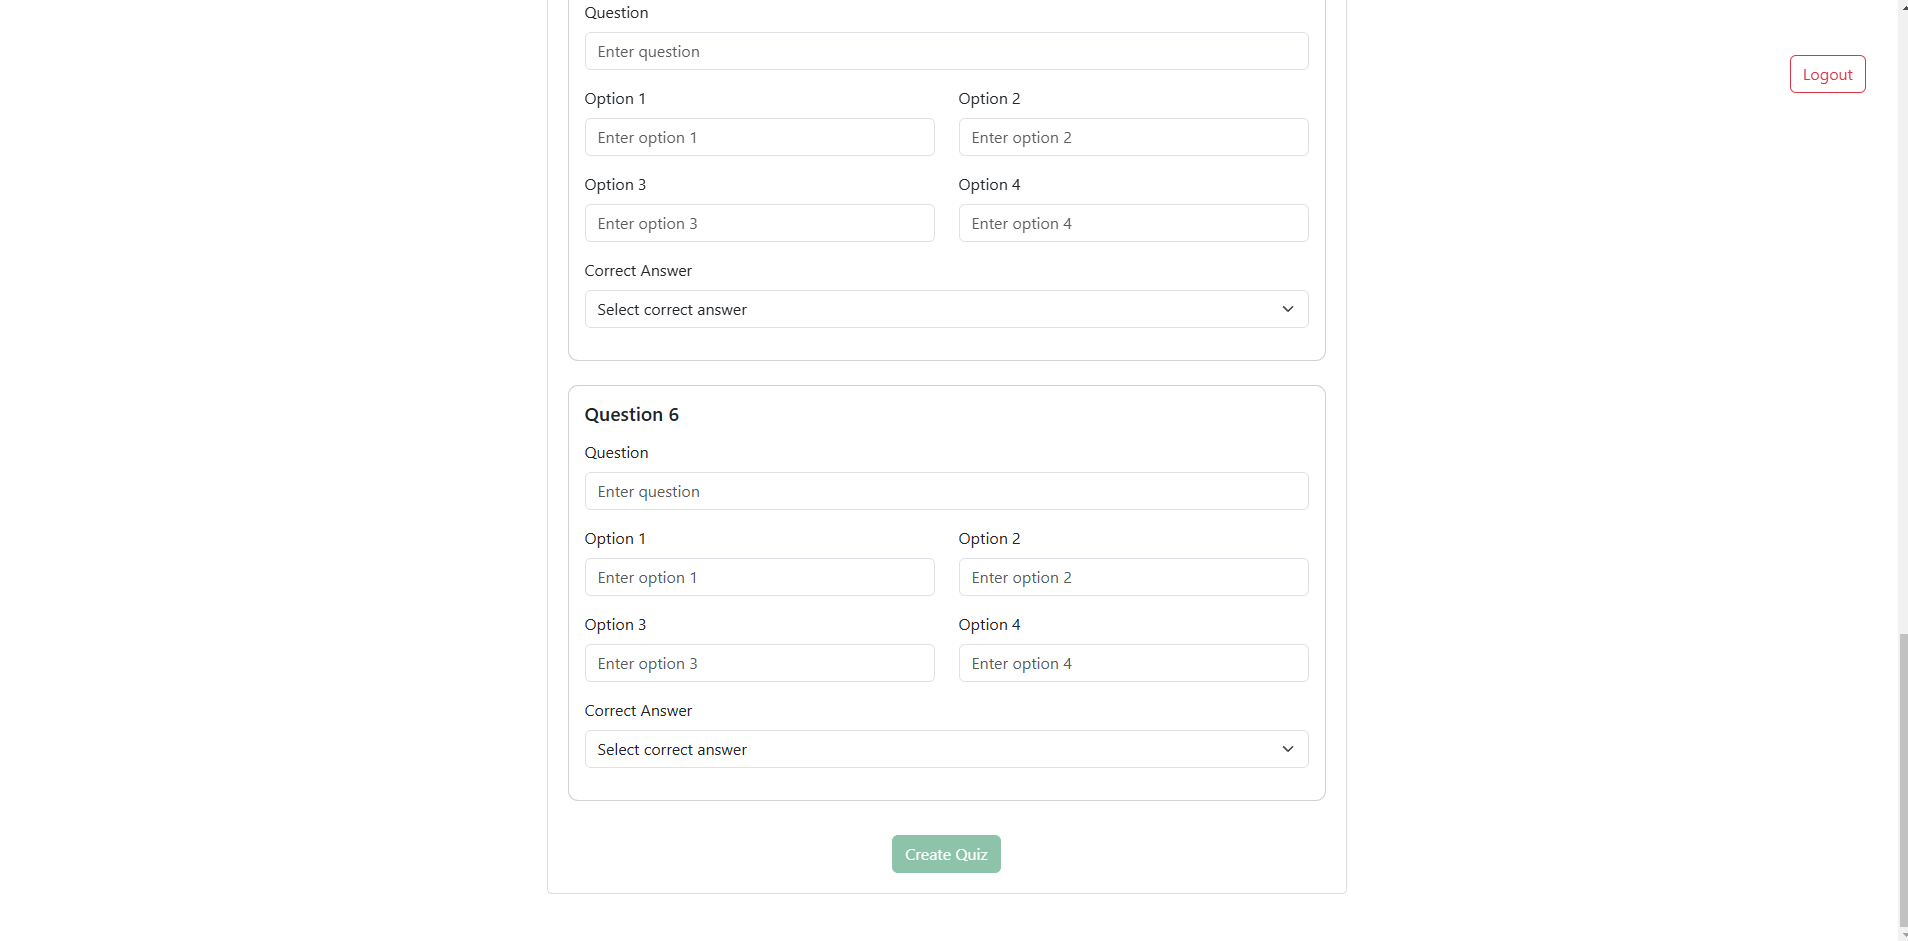 Question
Enter question
Logout
Option 1
Option 2
Enter option 1
Enter option 2
Option 3
Option 4
Enter option 3
Enter option 4
Correct Answer
Select correct answer
Question 6
Question
Enter question
Option 1
Option 2
Enter option 1
Enter option 2
Option 3
Option 4
Enter option 3
Enter option 4
Correct Answer
Select correct answer
Create Quiz